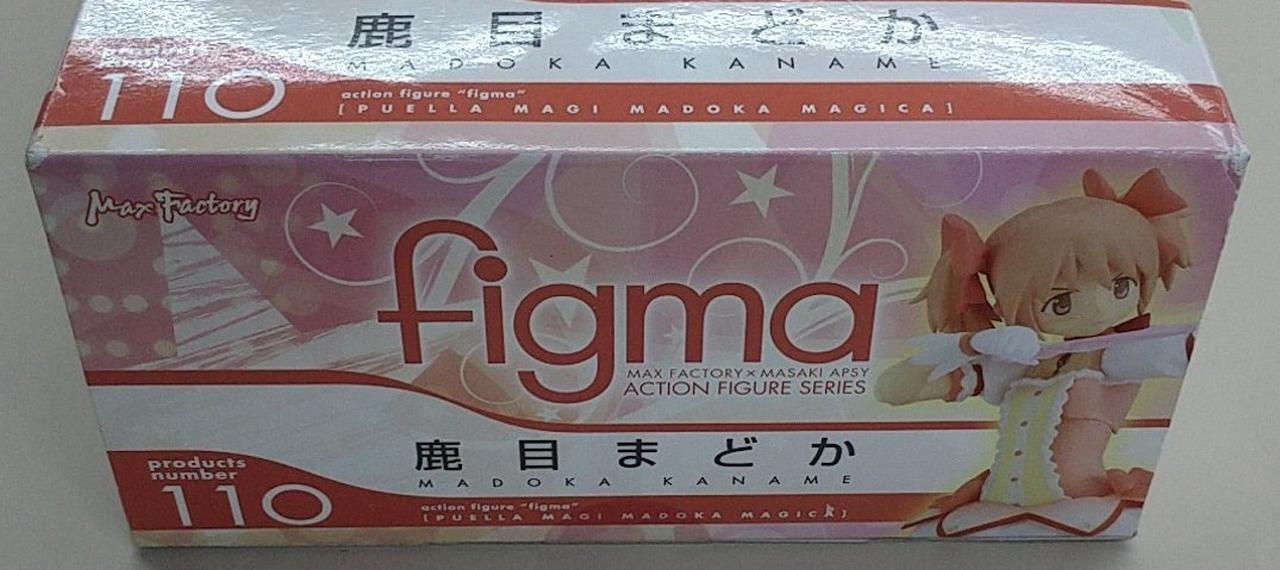 鹿目まどか
MADOKA KANAME
products
110
action figure "figma"
[PUELLA MAGI MADOKA MAGICA]
Max Factory
figma
MAX FACTORY×MASAKI APSY
ACTION FIGURE SERIES
鹿目まどか
MADOKA KANAME
products
number
110
action figure "figma"
[PUELLA MAGI MADOKA MAGICA]